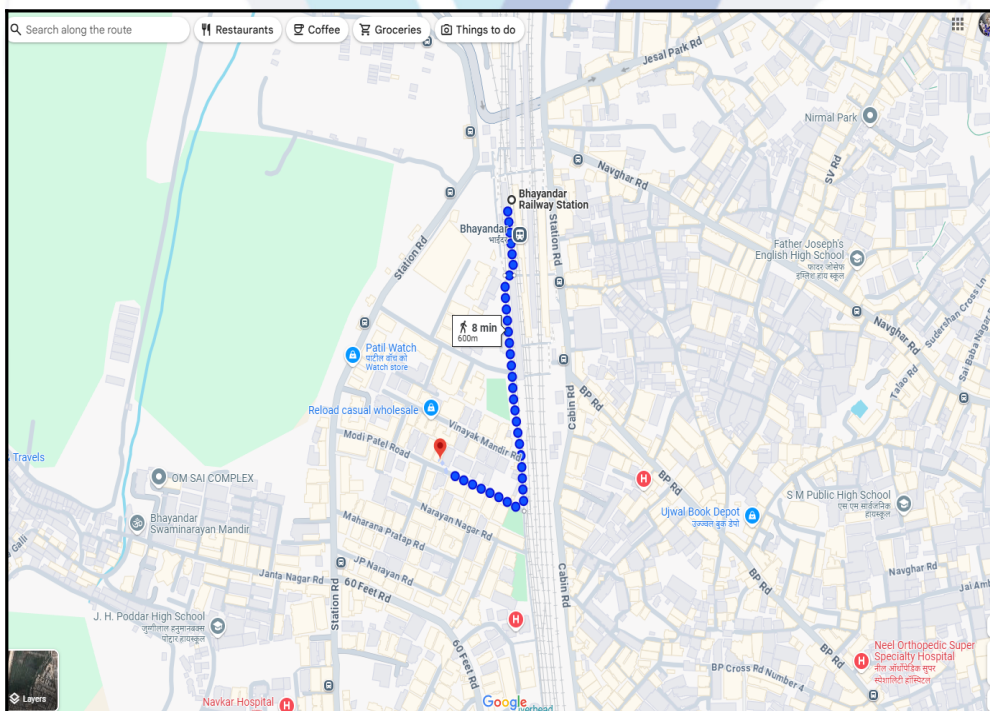 Search along the route
Restaurants
Coffee
Groceries
Things to do
Jesal Park Rd
Nirmal Park
SV Rd
Navghar Rd
Bhayandar
Railway Station
Bhayandar
Station Rd
Station Rd
Father Joseph's
English High School
फादर जोसेफ
इंग्लिश हाय स्कूल
Sudershan Cross Ln
Navghar Rd
Sai Baba Nagar
Talao Rd
8 min
600m
Patil Watch
पाटील वॉच को
Watch store
Reload casual wholesale
Vinayak Mandir Rd
Cabin Rd
BP Rd
Modi Patel Road
Travels
OM SAI COMPLEX
BP Rd
S M Public High School
एस एम सार्वजनिक
हायस्कूल
Ujwal Book Depot
उज्ज्वल बुक डेपो
Narayan Nagar Rd
Bhayandar
Swaminarayan Mandir
Maharana Pratap Rd
Galli
JP Narayan Rd
Janta Nagar Rd
60 Feet Rd
Station Rd
Cabin Rd
BP Rd
Navghar Rd
Jai Amb
J. H. Poddar High School
पोद्दार हायस्कूल
60 Feet Rd
BP Rd
Neel Orthopedic Super
Speciality Hospital
नील ऑर्थोपेडिक सुपर
स्पेशालिटी हॉस्पिटल
BP Cross Rd Number 4
Layers
Navkar Hospital
Google